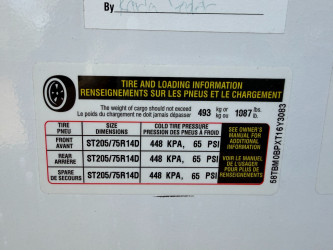 By
TIRE AND LOADING INFORMATION
RENSEIGNEMENTS SUR LES PNEUS ET LE CHARGEMENT
The weight of cargo should not exceed 493 kg or 1087 lbs.
Le poids du chargement ne doit jamais dépasser kg ou lb.
TIRE PNEU SIZE DIMENSIONS COLD TIRE PRESSURE PRESSION DES PNEUS À FROID
FRONT AVANT ST205/75R14D 448 KPA, 65 PSI
REAR ARRIERE ST205/75R14D 448 KPA, 65 PSI
SPARE DE SECOURS ST205/75R14D 448 KPA, 65 PSI
SEE OWNER'S
MANUAL FOR
ADDITIONAL
INFORMATION
VOIR LE MANUEL
DE L'USAGER
POUR PLUS DE
RENSEIGNEMENTS
58TBM0BPXT16Y3083